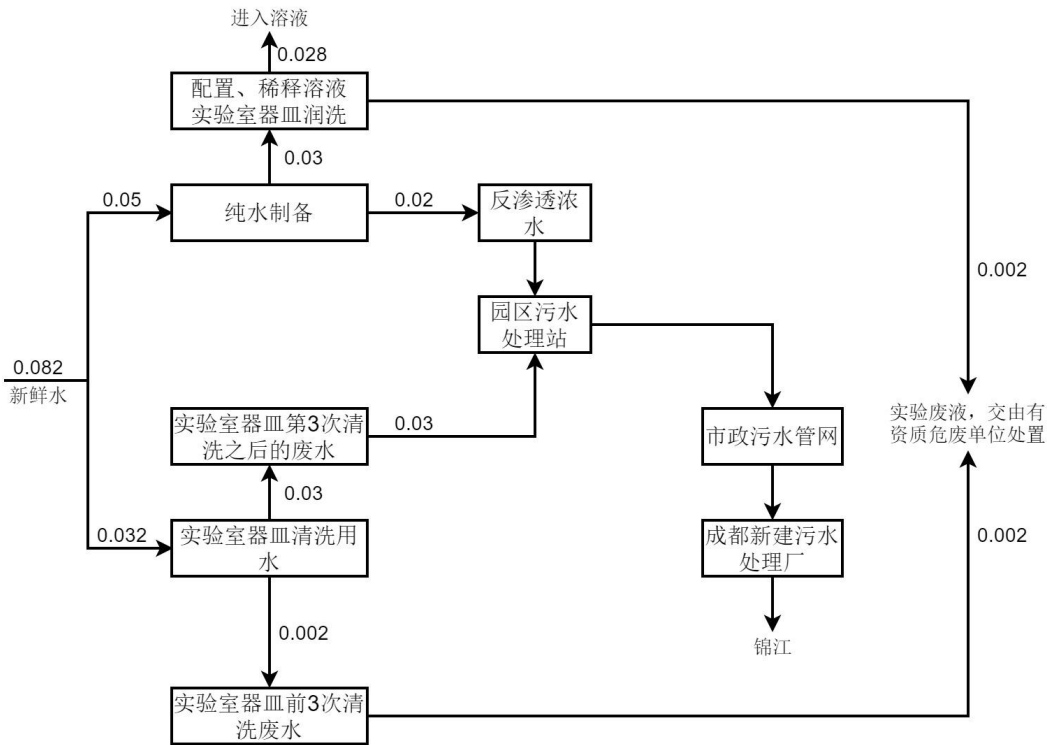 进入溶液
0.028
配置、稀释溶液
实验室器皿润洗
0.03
0.05
纯水制备
0.02
反渗透浓
水
0.002
园区污水
处理站
0.082
新鲜水
实验室器皿第3次清
洗之后的废水
0.03
市政污水管网
实验废液，交由有
资质危废单位处置
0.03
0.032
实验室器皿清洗用
水
成都新建污水
处理厂
0.002
0.002
锦江
实验室器皿前3次清
洗废水